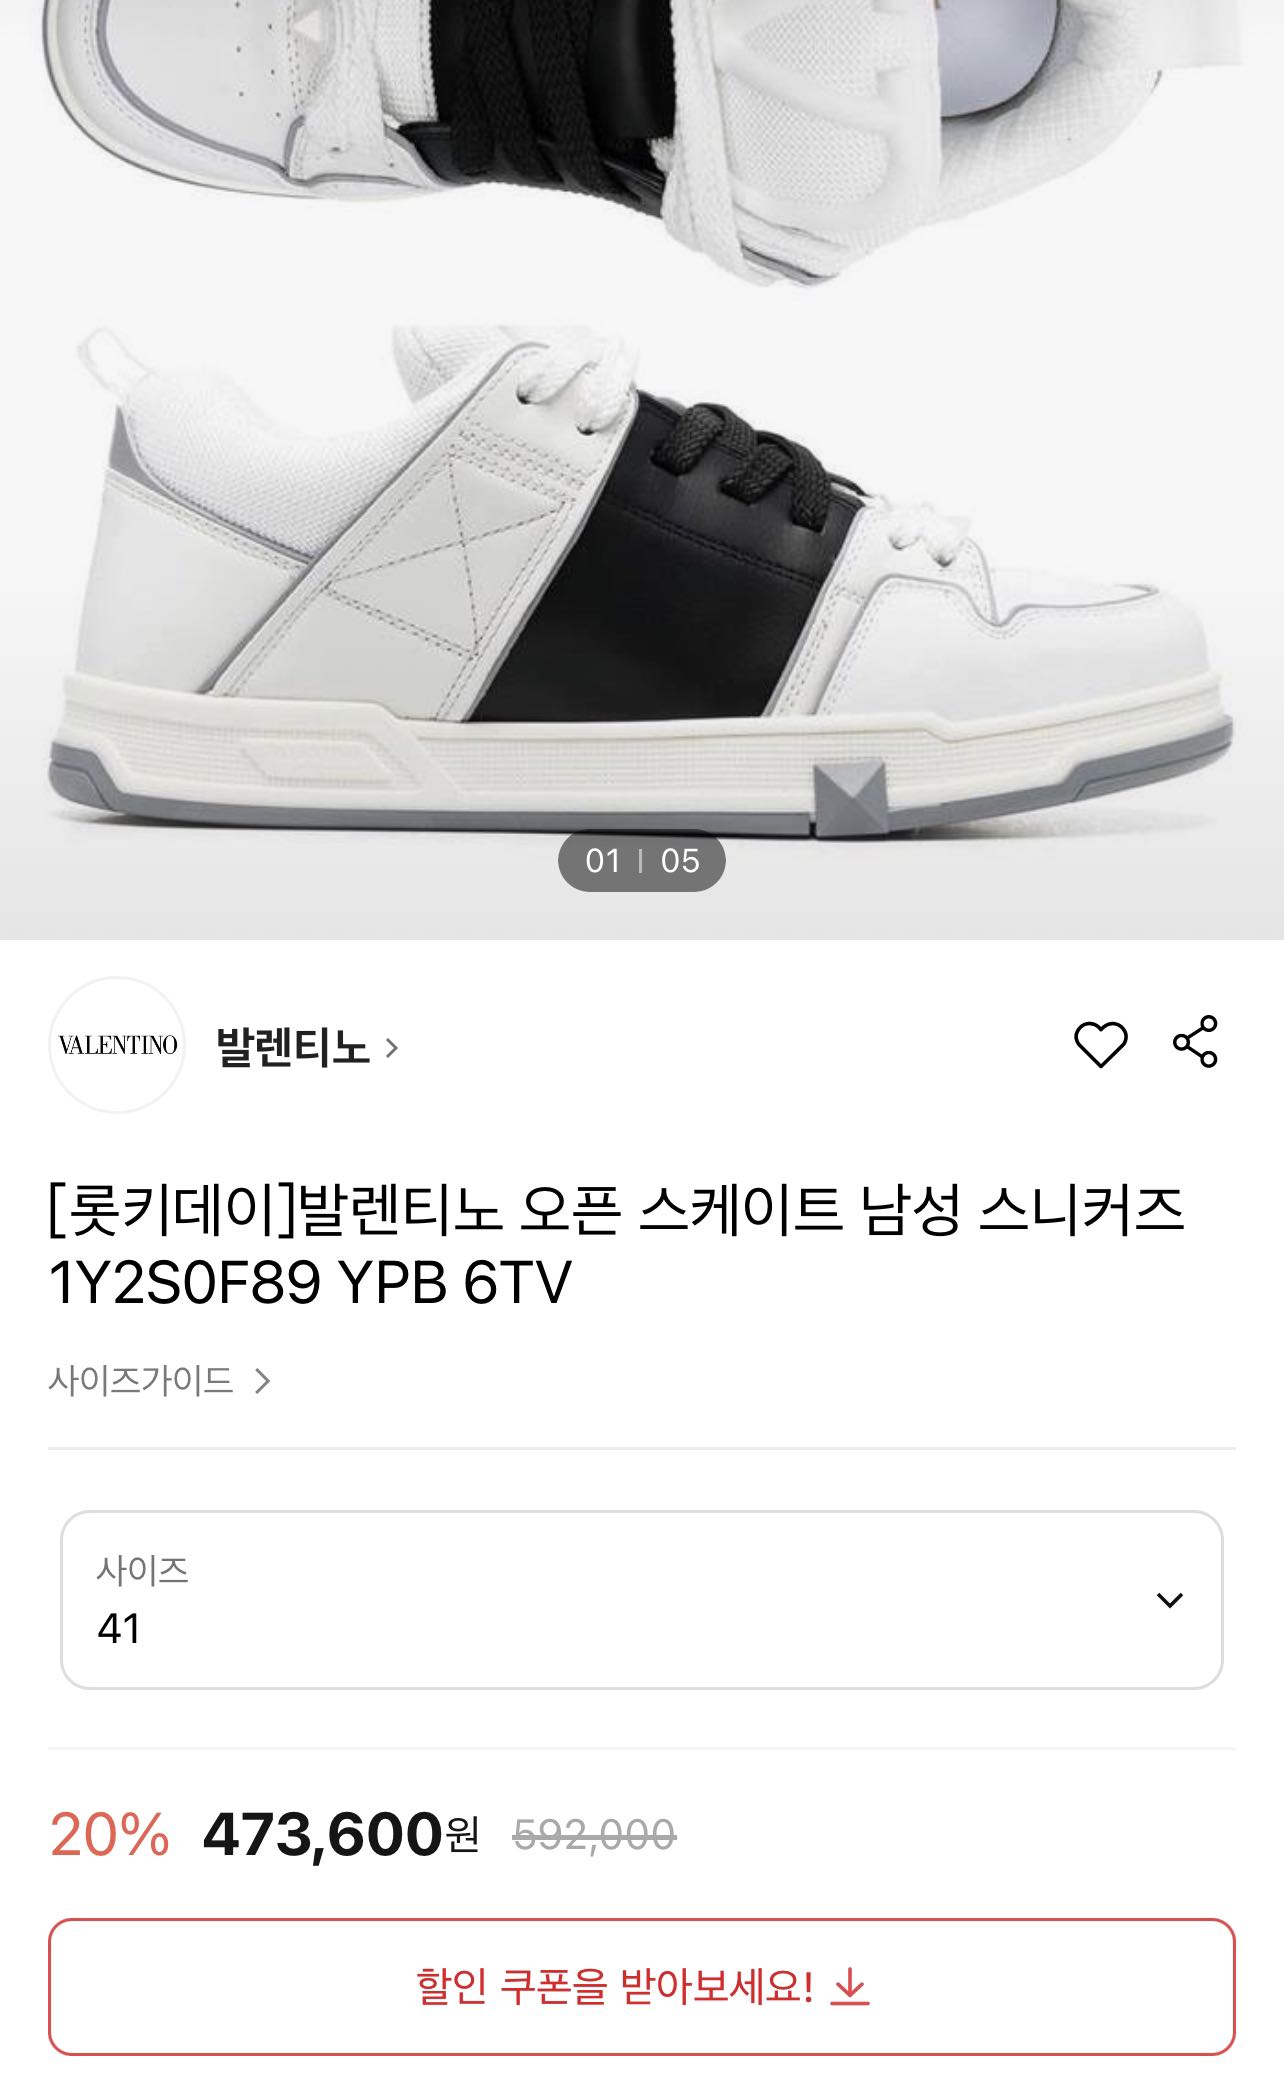 01 | 05
VALENTINO
발렌티노
[롯키데이]발렌티노 오픈 스케이트 남성 스니커즈
1Y2S0F89 YPB 6TV
사이즈가이드
사이즈
41
20% 473,600원 592,000
할인 쿠폰을 받아보세요!